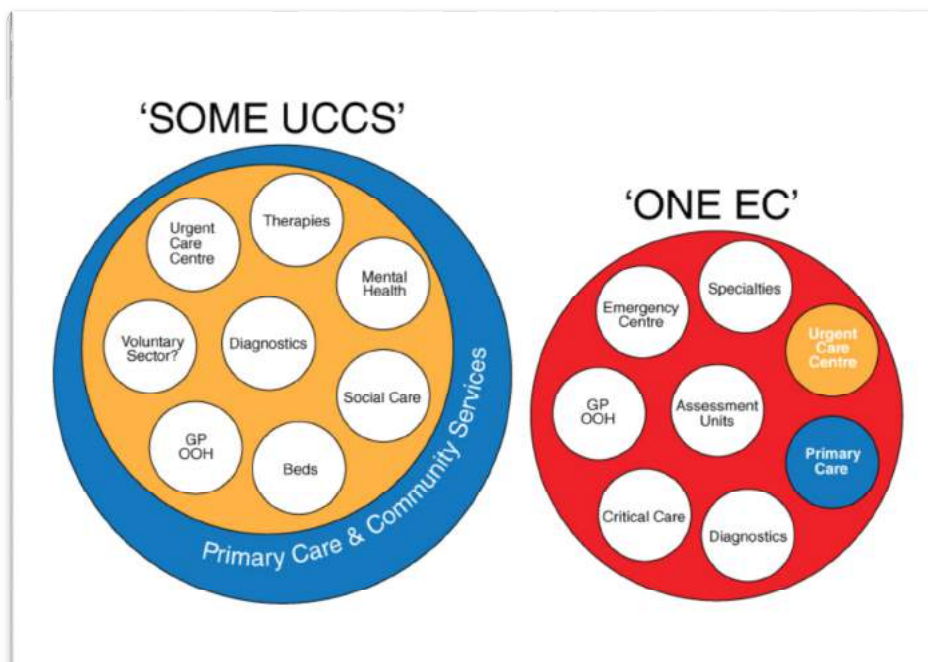 ‘SOME UCCS’
Urgent
Care
Centre
Therapies
Mental
Health
Voluntary
Sector?
Diagnostics
Social Care
GP
OOH
Beds
Primary Care & Community Services
‘ONE EC’
Emergency
Centre
Specialties
Urgent
Care
Centre
GP
OOH
Assessment
Units
Primary
Care
Critical Care
Diagnostics